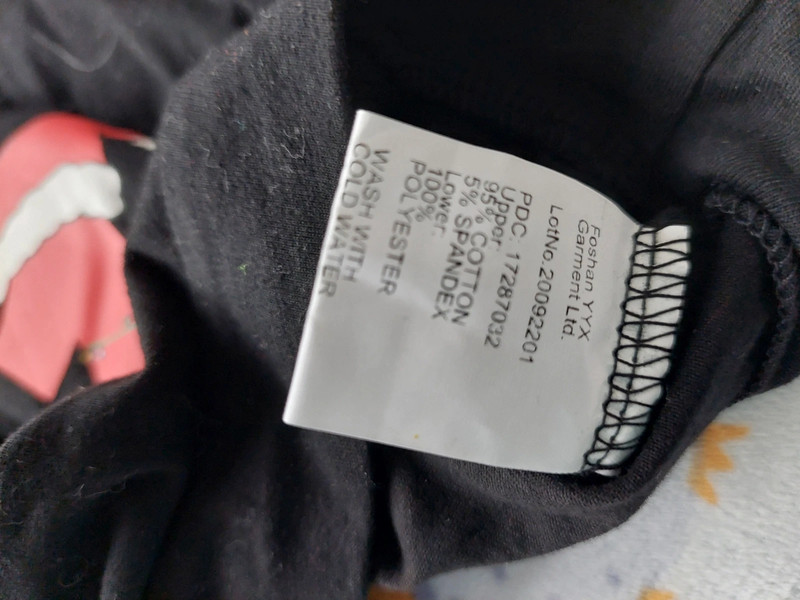 Foshan YYX
Garment Ltd.
LotNo.20092201
PDC: 17287032
Upper:
95% COTTON
5% SPANDEX
Lower:
100%
POLYESTER
WASH WITH
COLD WATER